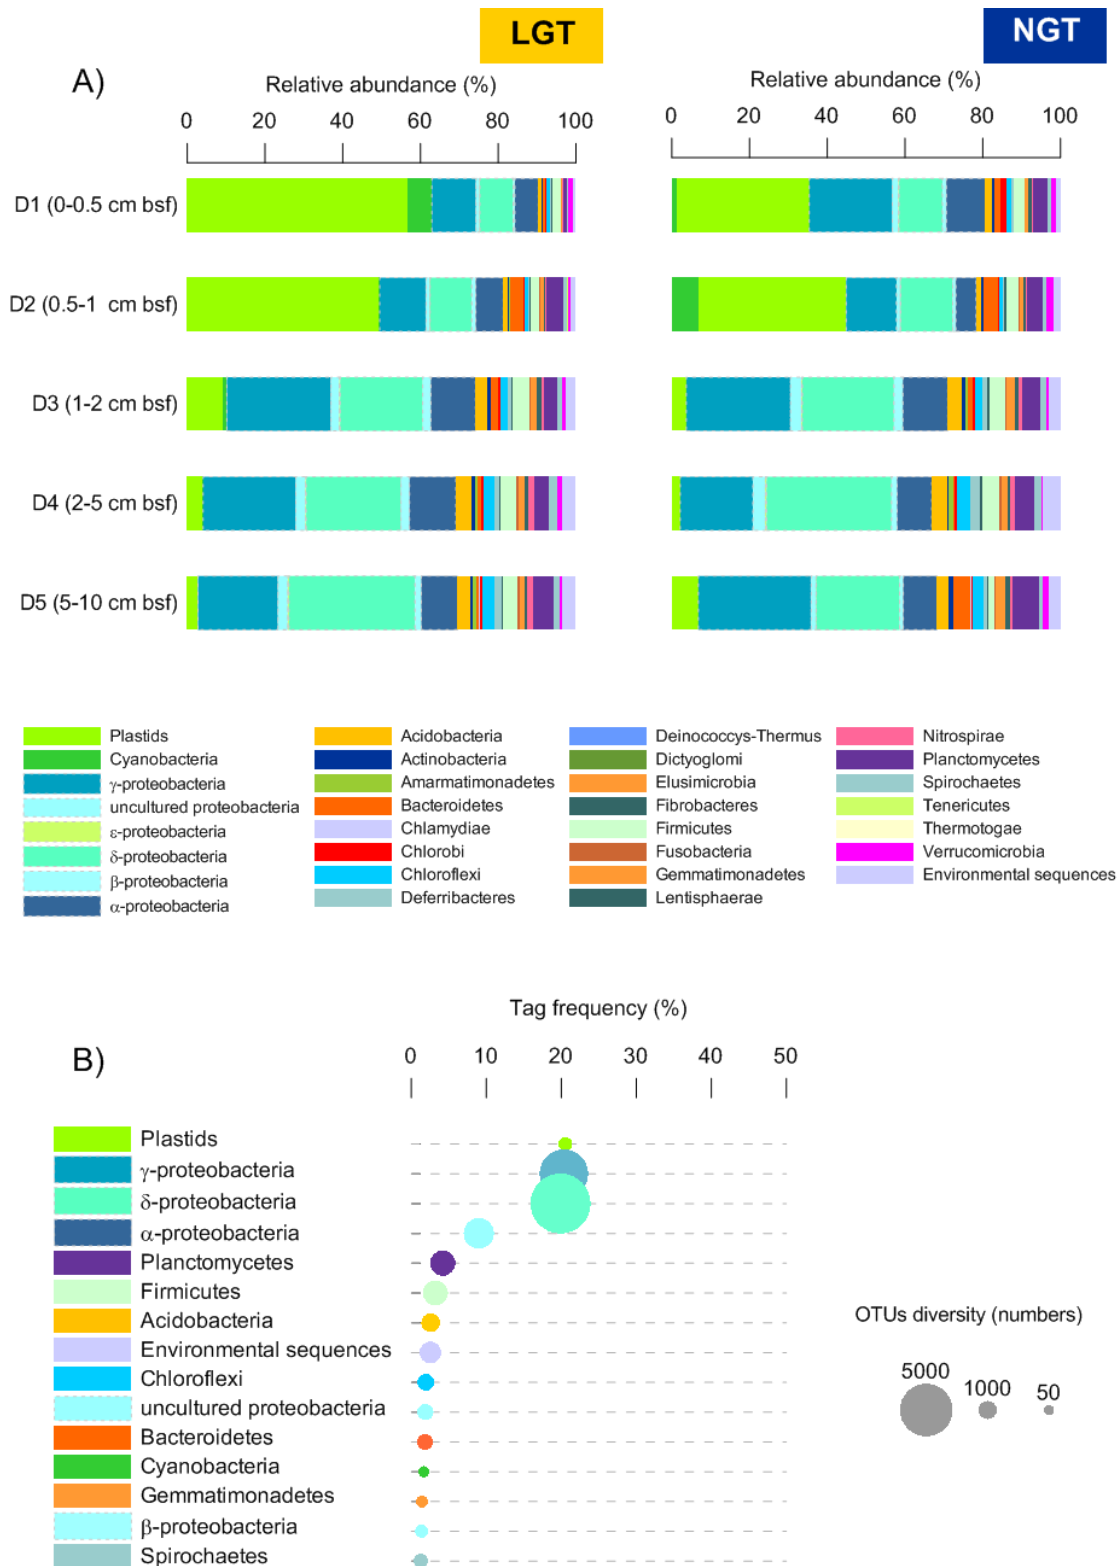 LGT NGT
A) Relative abundance (%) Relative abundance (%)
0 20 40 60 80 100 0 20 40 60 80 100
D1 (0-0.5 cm bsf)
D2 (0.5-1 cm bsf)
D3 (1-2 cm bsf)
D4 (2-5 cm bsf)
D5 (5-10 cm bsf)
Plastids Acidobacteria Deinococcys-Thermus Nitrospirae
Cyanobacteria Actinobacteria Dictyoglomi Planctomycetes
γ-proteobacteria Amarmatimonadetes Elusimicrobia Spirochaetes
uncultured proteobacteria Bacteroidetes Fibrobacteres Tenericutes
ε-proteobacteria Chlamydiae Firmicutes Thermotogae
δ-proteobacteria Chlorobi Fusobacteria Verrucomicrobia
β-proteobacteria Chloroflexi Gemmatimonadetes Environmental sequences
α-proteobacteria Deferribacteres Lentisphaerae
Tag frequency (%)
B) 0 10 20 30 40 50
Plastids
γ-proteobacteria
δ-proteobacteria
α-proteobacteria
Planctomycetes
Firmicutes
Acidobacteria
Environmental sequences
Chloroflexi
uncultured proteobacteria
Bacteroidetes
Cyanobacteria
Gemmatimonadetes
β-proteobacteria
Spirochaetes
OTUs diversity (numbers)
5000 1000 50